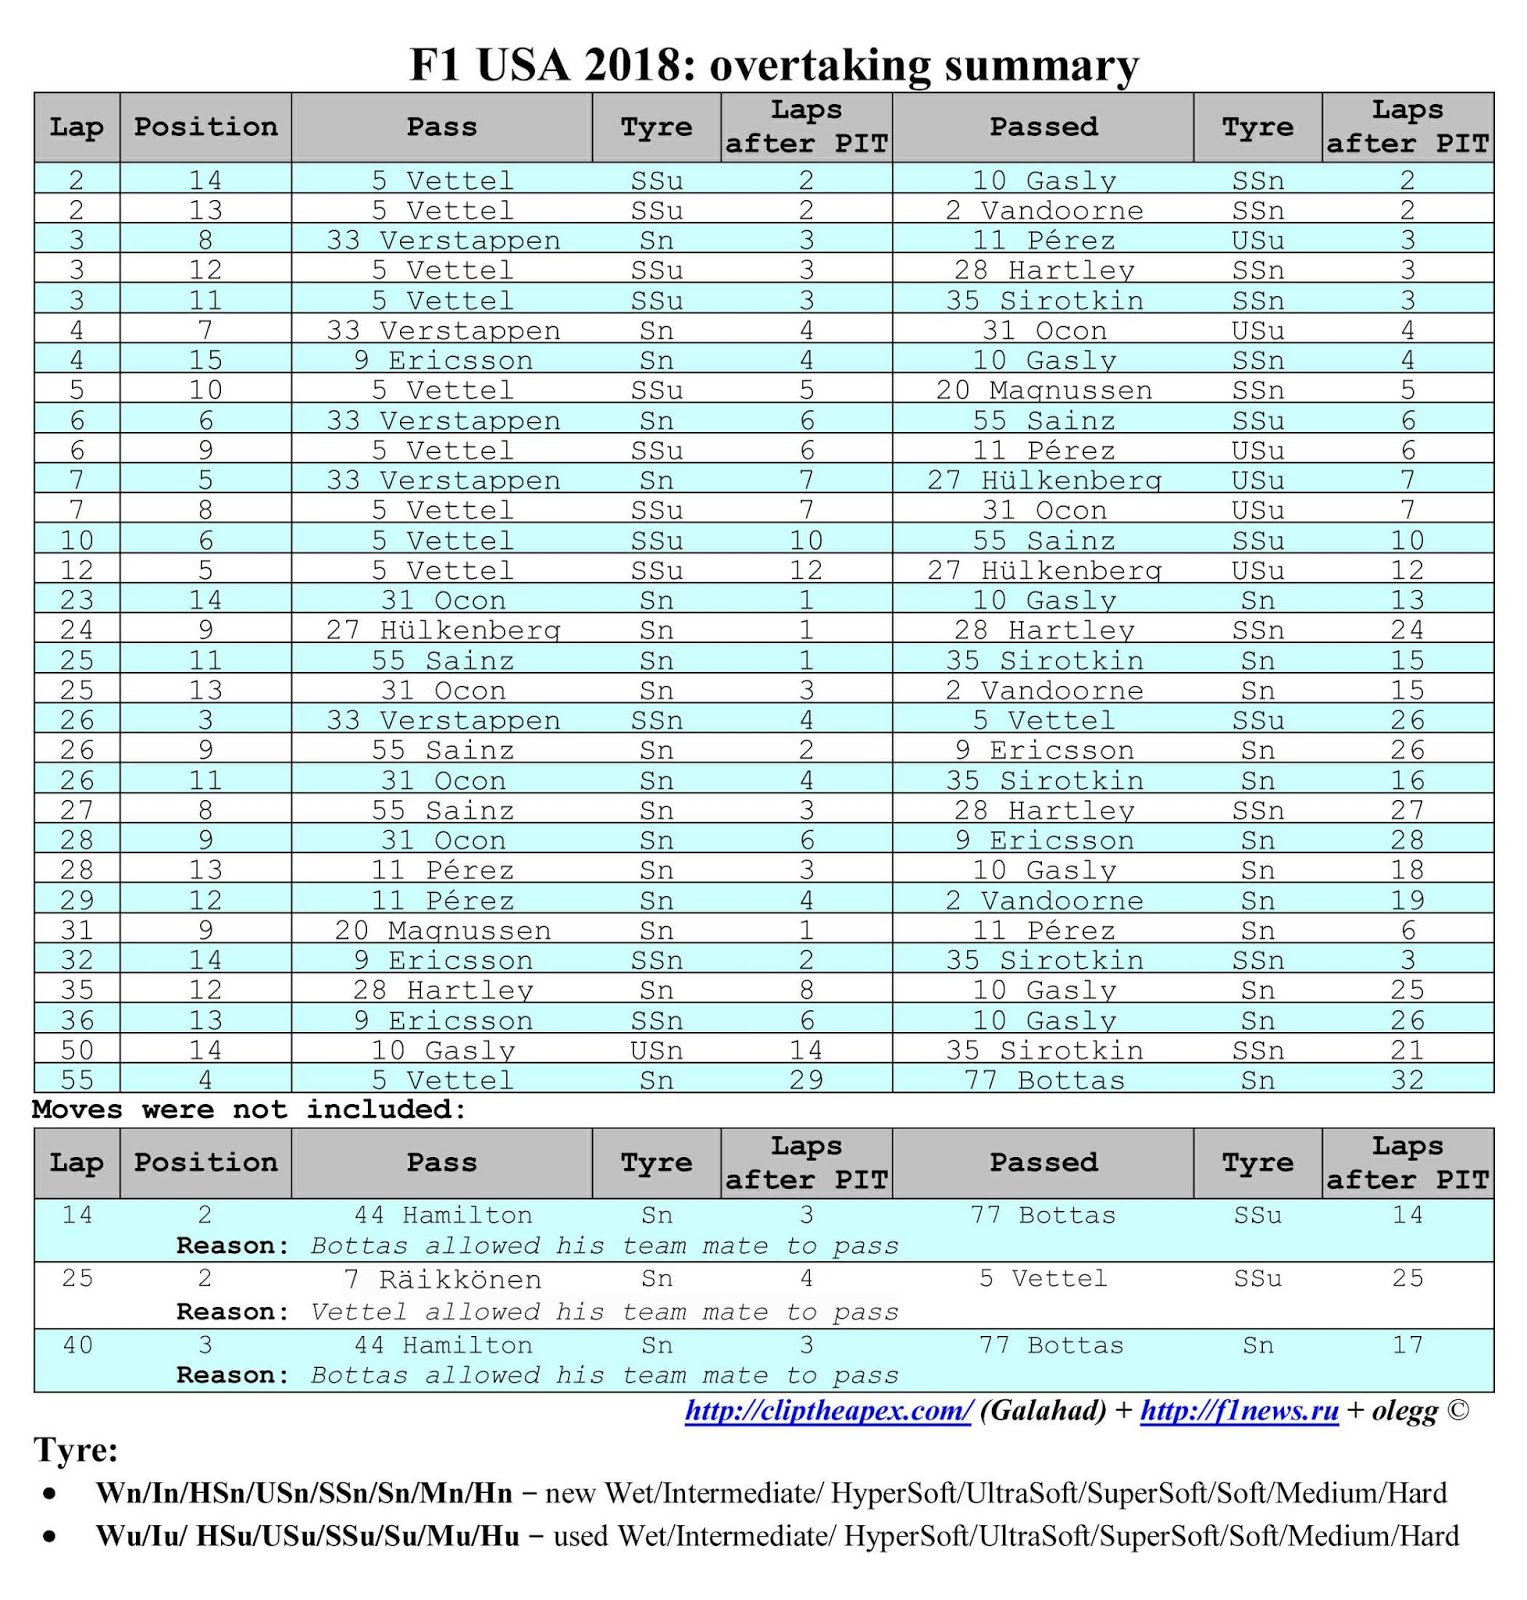 F1 USA 2018: overtaking summary
Lap Position Pass Tyre Laps after PIT Passed Tyre Laps after PIT
2 14 5 Vettel SSu 2 10 Gasly SSn 2
2 13 5 Vettel SSu 2 2 Vandoorne SSn 2
3 8 33 Verstappen Sn 3 11 Pérez USu 3
3 12 5 Vettel SSu 3 28 Hartley SSn 3
3 11 5 Vettel SSu 3 35 Sirotkin SSn 3
4 7 33 Verstappen Sn 4 31 Ocon USu 4
4 15 9 Ericsson Sn 4 10 Gasly SSn 4
5 10 5 Vettel SSu 5 20 Magnussen SSn 5
6 6 33 Verstappen Sn 6 55 Sainz SSu 6
6 9 5 Vettel SSu 6 11 Pérez USu 6
7 5 33 Verstappen Sn 7 27 Hülkenberg USu 7
7 8 5 Vettel SSu 7 31 Ocon USu 7
10 6 5 Vettel SSu 10 55 Sainz SSu 10
12 5 5 Vettel SSu 12 27 Hülkenberg USu 12
23 14 31 Ocon Sn 1 10 Gasly Sn 13
24 9 27 Hülkenberg Sn 1 28 Hartley SSn 24
25 11 55 Sainz Sn 1 35 Sirotkin Sn 15
25 13 31 Ocon Sn 3 2 Vandoorne Sn 15
26 3 33 Verstappen SSn 4 5 Vettel SSu 26
26 9 55 Sainz Sn 2 9 Ericsson Sn 26
26 11 31 Ocon Sn 4 35 Sirotkin Sn 16
27 8 55 Sainz Sn 3 28 Hartley SSn 27
28 9 31 Ocon Sn 6 9 Ericsson Sn 28
28 13 11 Pérez Sn 3 10 Gasly Sn 18
29 12 11 Pérez Sn 4 2 Vandoorne Sn 19
31 9 20 Magnussen Sn 1 11 Pérez Sn 6
32 14 9 Ericsson SSn 2 35 Sirotkin SSn 3
35 12 28 Hartley Sn 8 10 Gasly Sn 25
36 13 9 Ericsson SSn 6 10 Gasly Sn 26
50 14 10 Gasly USn 14 35 Sirotkin SSn 21
55 4 5 Vettel Sn 29 77 Bottas Sn 32
Moves were not included:
Lap Position Pass Tyre Laps after PIT Passed Tyre Laps after PIT
14 2 44 Hamilton Sn 3 77 Bottas SSu 14
Reason: Bottas allowed his team mate to pass
25 2 7 Räikkönen Sn 4 5 Vettel SSu 25
Reason: Vettel allowed his team mate to pass
40 3 44 Hamilton Sn 3 77 Bottas Sn 17
Reason: Bottas allowed his team mate to pass
http://cliptheapex.com/ (Galahad) + http://f1news.ru + olegg ©
Tyre:
• Wn/In/HSn/USn/SSn/Sn/Mn/Hn – new Wet/Intermediate/ HyperSoft/UltraSoft/SuperSoft/Soft/Medium/Hard
• Wu/Iu/ HSu/USu/SSu/Su/Mu/Hu – used Wet/Intermediate/ HyperSoft/UltraSoft/SuperSoft/Soft/Medium/Hard